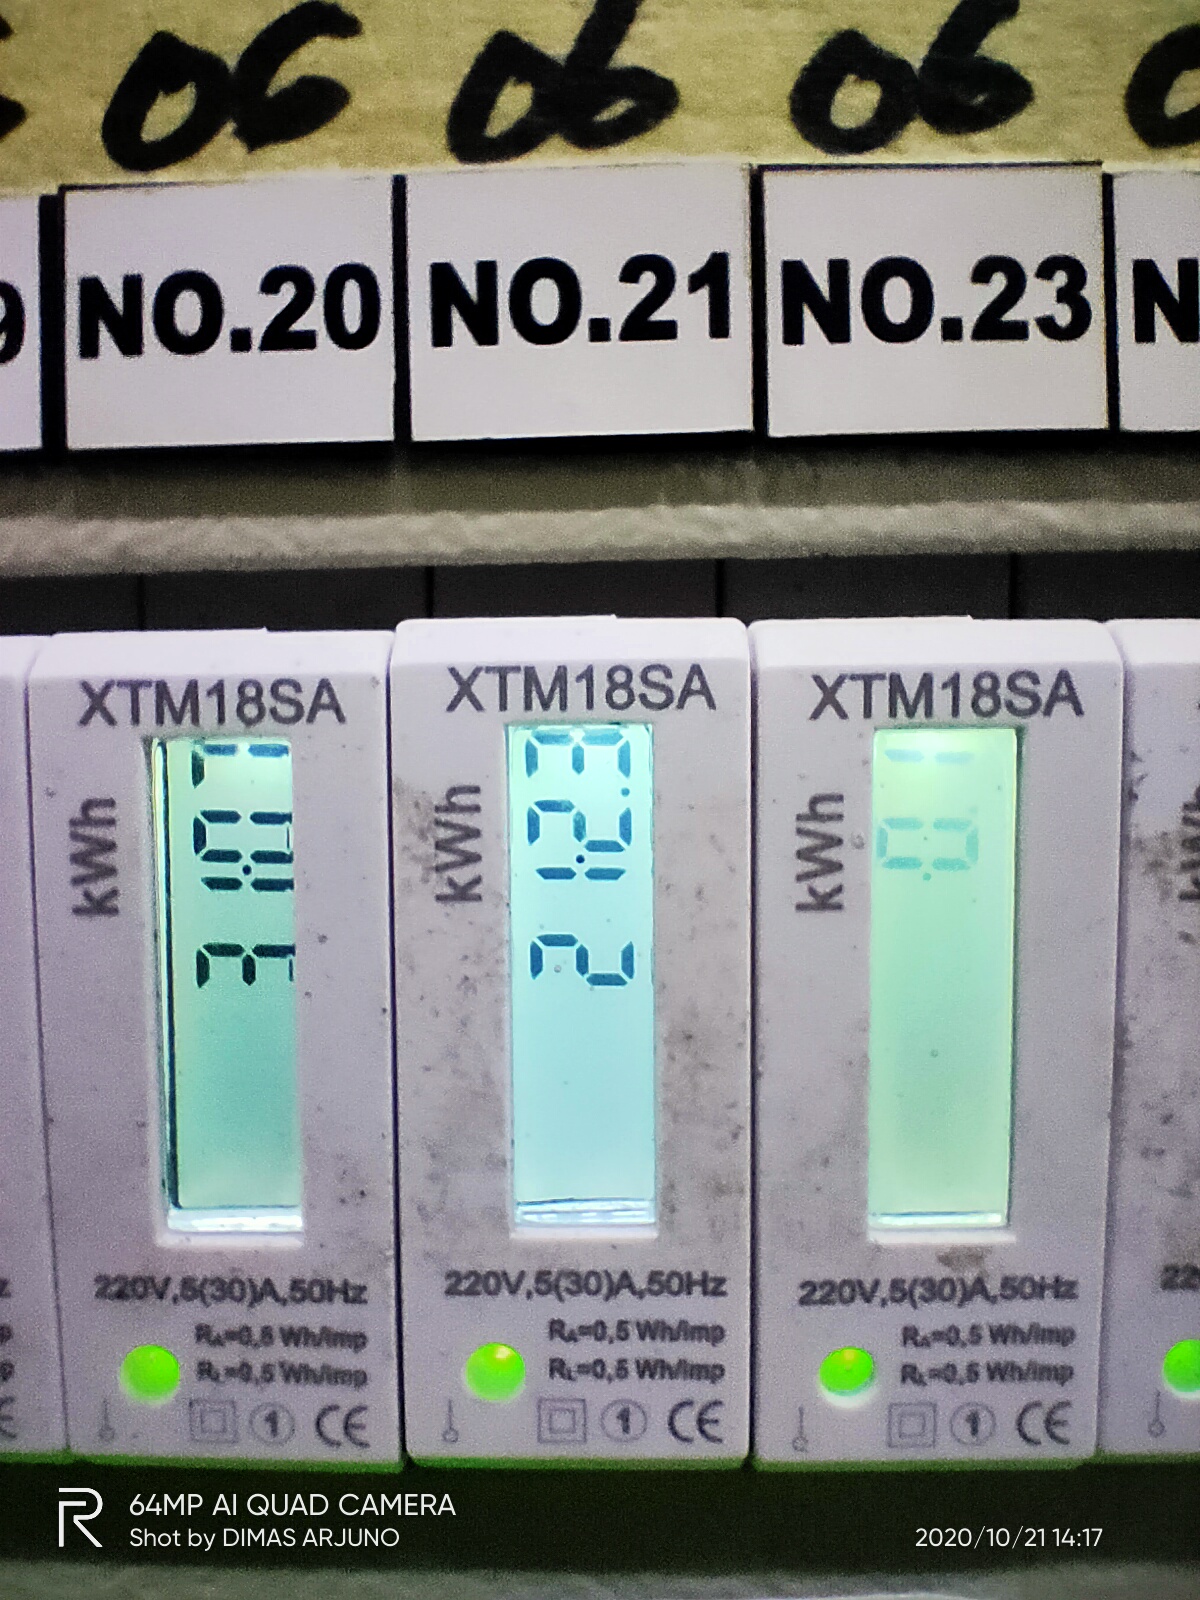 06 06 06
NO.20 NO.21 NO.23
XTM18SA XTM18SA XTM18SA
kWh kWh kWh
220V,5(30)A,50Hz 220V,5(30)A,50Hz 220V,5(30)A,50Hz
RA=0,5 Wh/imp RA=0,5 Wh/imp RA=0,5 Wh/imp
RL=0,5 Wh/imp RL=0,5 Wh/imp RL=0,5 Wh/imp
1 CE 1 CE 1 CE
R 64MP AI QUAD CAMERA
Shot by DIMAS ARJUNO 2020/10/21 14:17